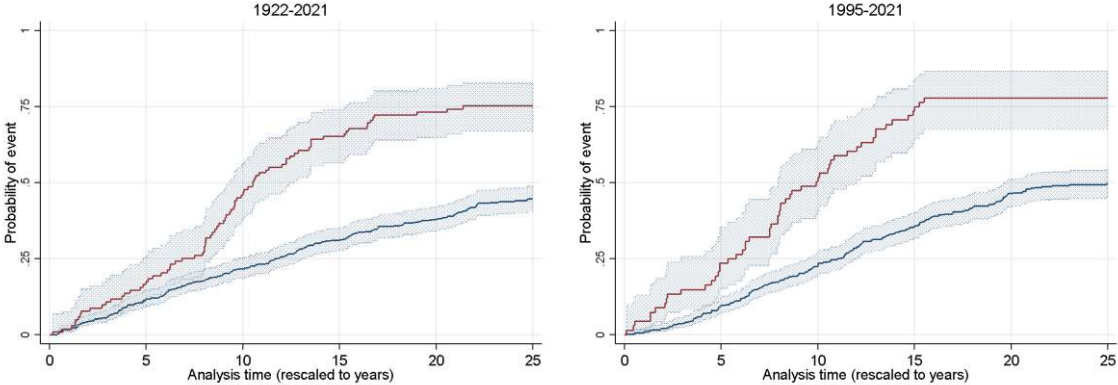 1922-2021
Probability of event
1
.75
.5
.25
0
0 5 10 15 20 25
Analysis time (rescaled to years)
1995-2021
Probability of event
1
.75
.5
.25
0
0 5 10 15 20 25
Analysis time (rescaled to years)